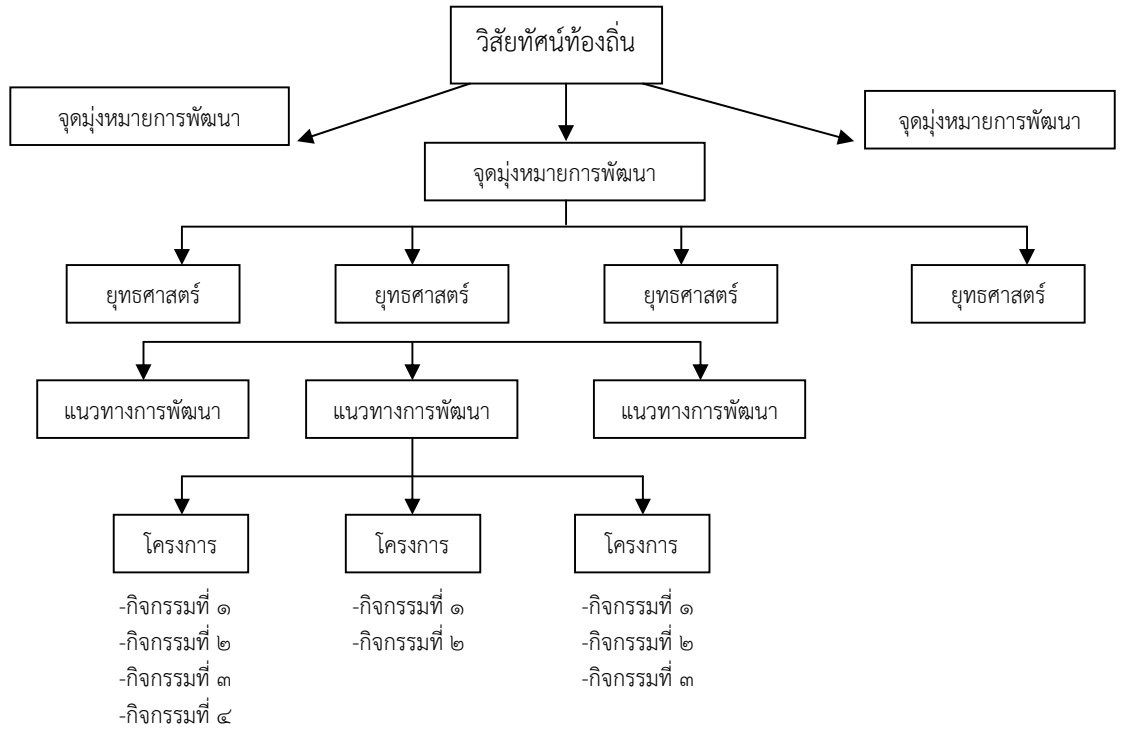 วิสัยทัศน์ท้องถิ่น
จุดมุ่งหมายการพัฒนา
จุดมุ่งหมายการพัฒนา
จุดมุ่งหมายการพัฒนา
ยุทธศาสตร์
ยุทธศาสตร์
ยุทธศาสตร์
ยุทธศาสตร์
แนวทางการพัฒนา
แนวทางการพัฒนา
แนวทางการพัฒนา
โครงการ
โครงการ
โครงการ
-กิจกรรมที่ ๑
-กิจกรรมที่ ๒
-กิจกรรมที่ ๓
-กิจกรรมที่ ๔
-กิจกรรมที่ ๑
-กิจกรรมที่ ๒
-กิจกรรมที่ ๑
-กิจกรรมที่ ๒
-กิจกรรมที่ ๓